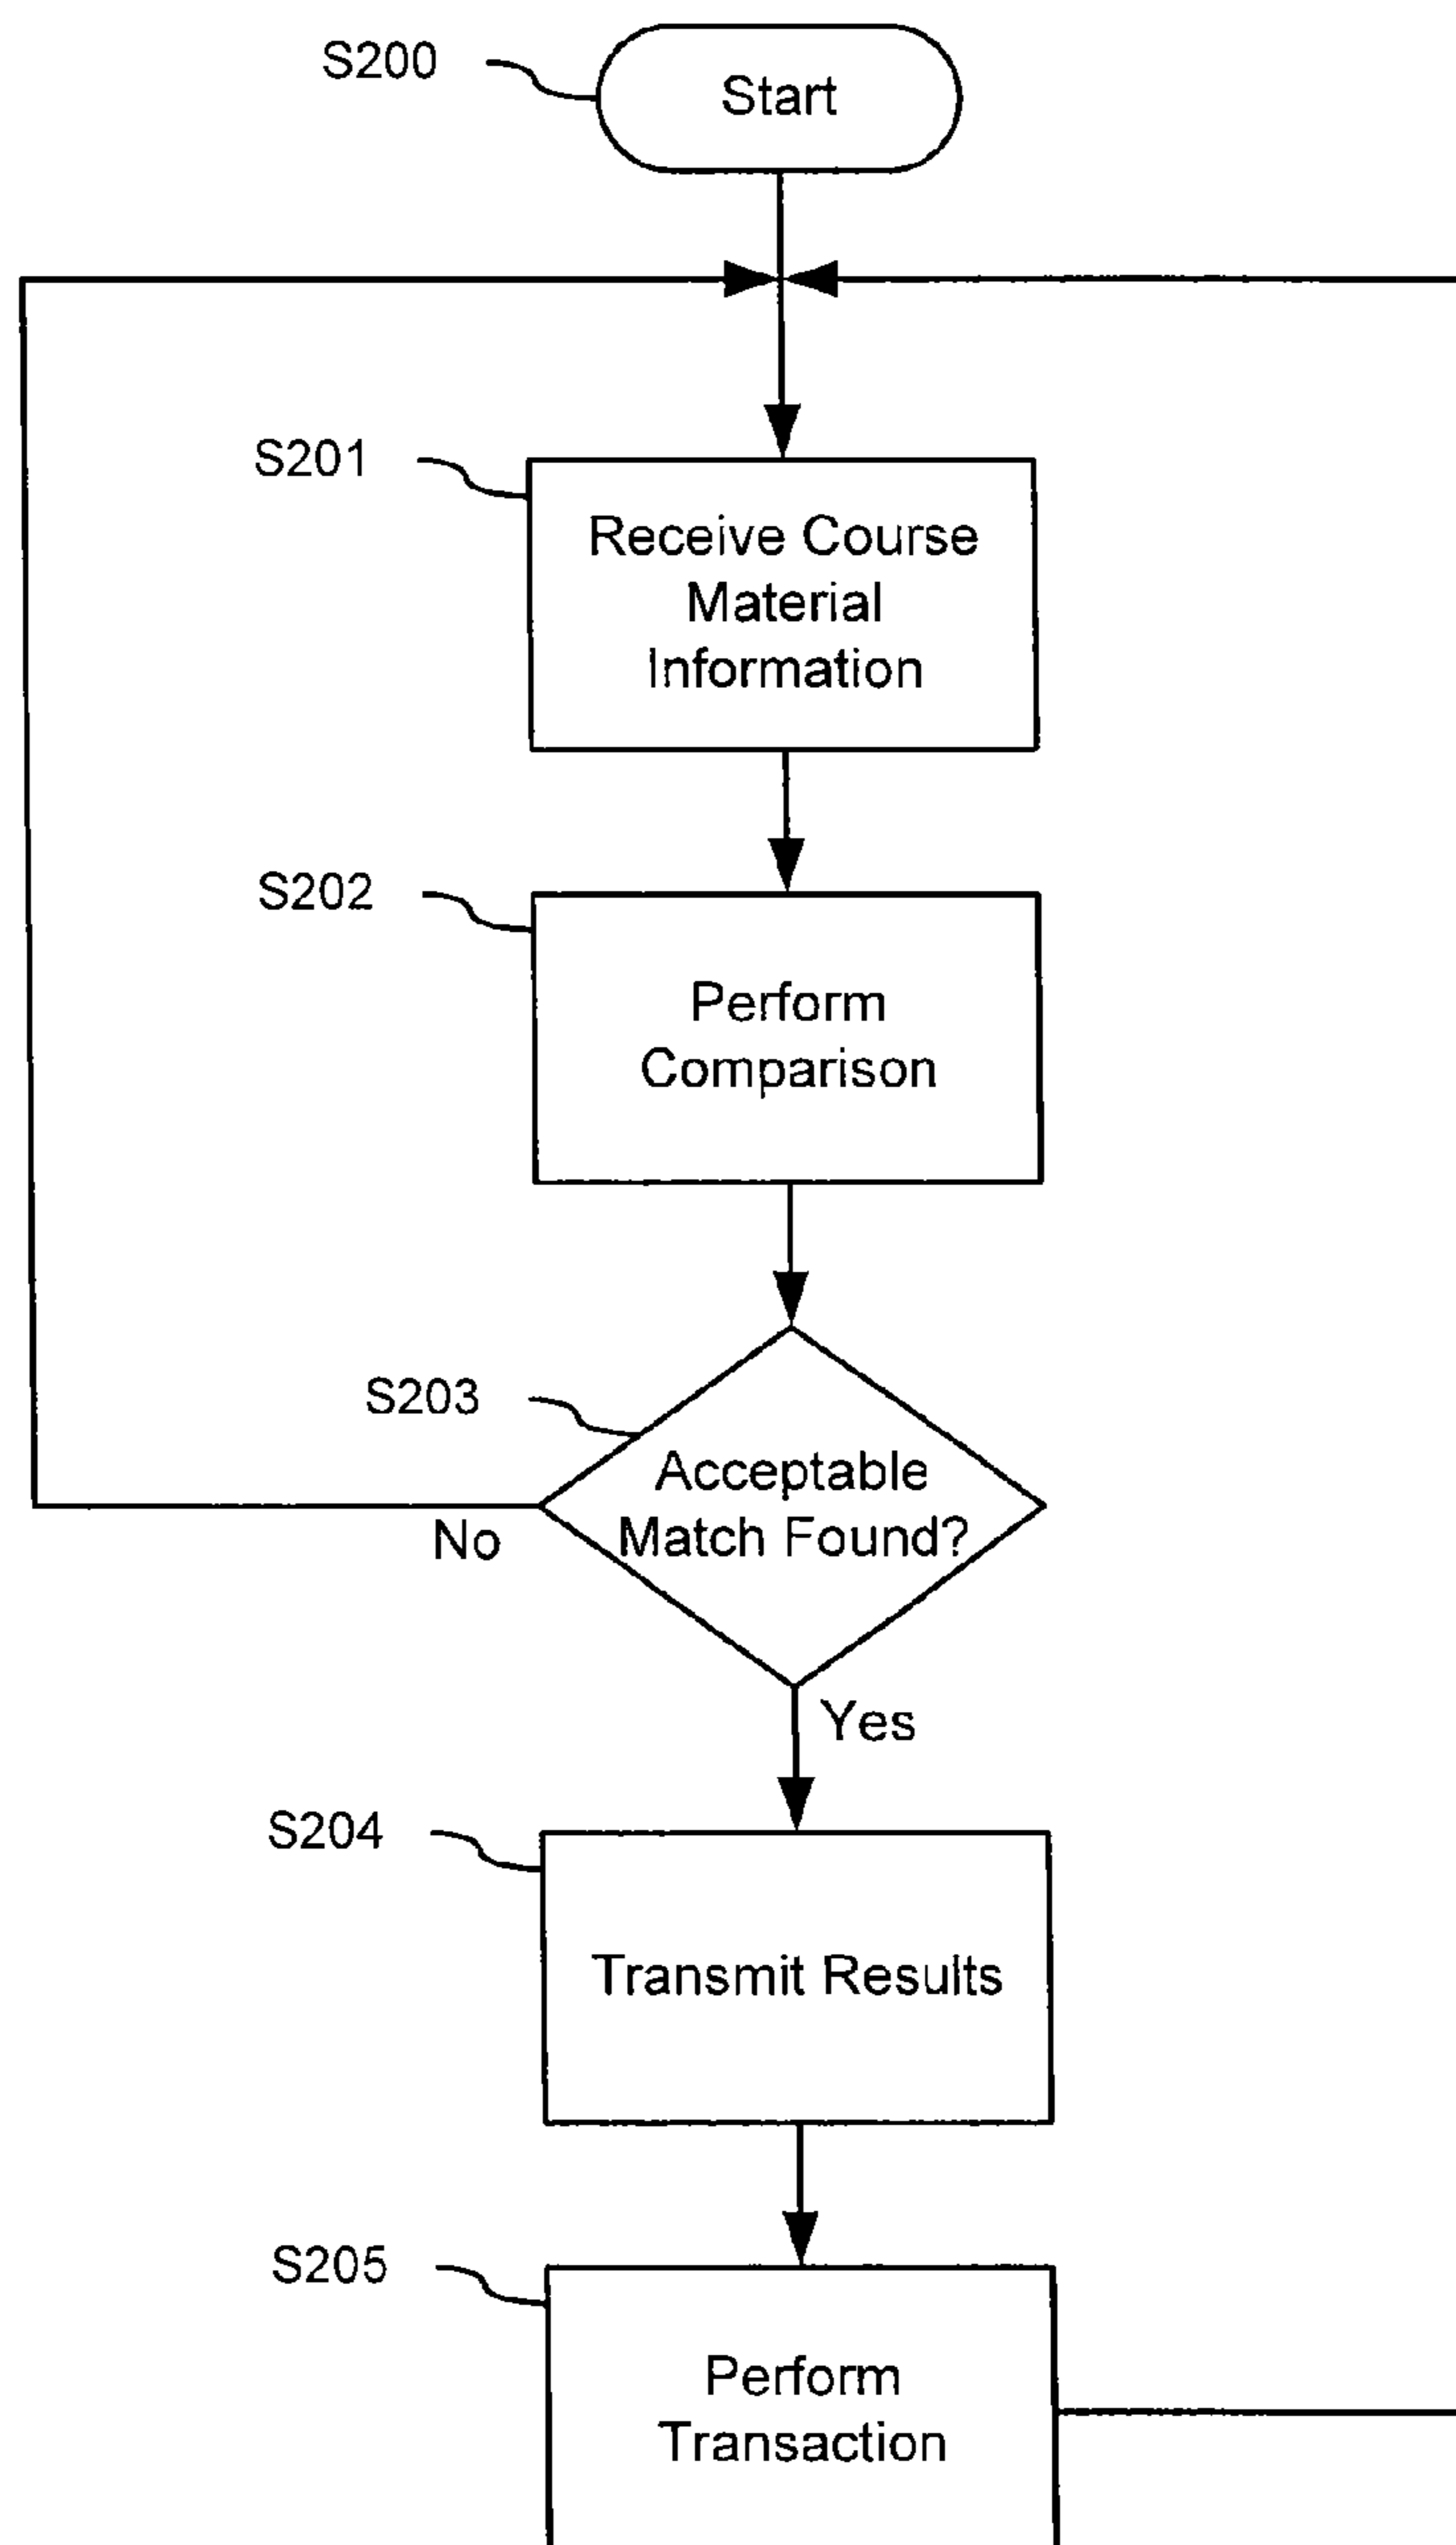 S200
Start
S201
Receive Course
Material
Information
S202
Perform
Comparison
S203
Acceptable
Match Found?
No
Yes
S204
Transmit Results
S205
Perform
Transaction